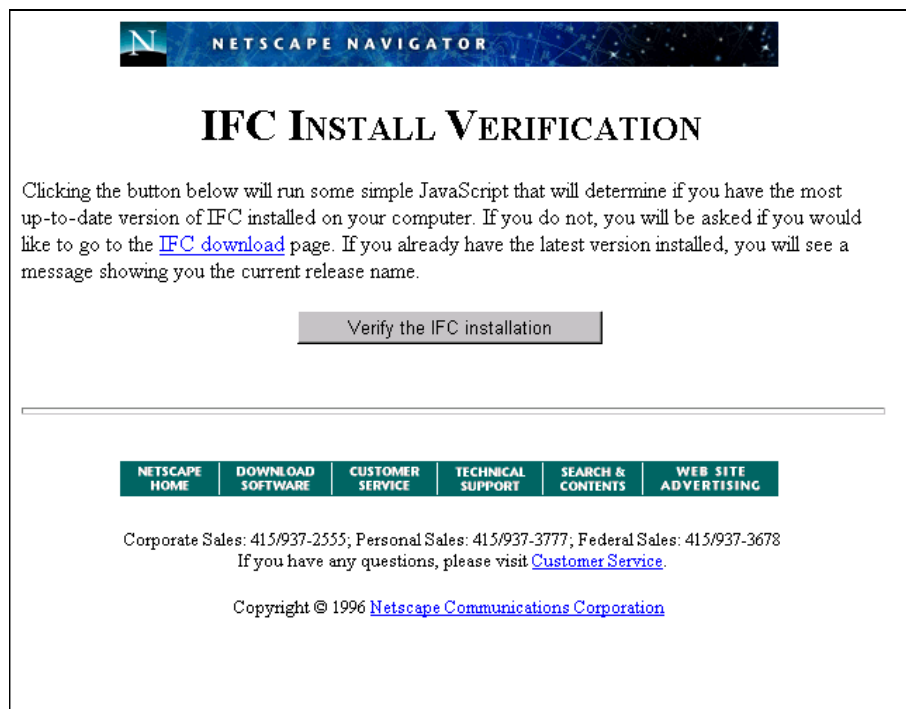 N NETSCAPE NAVIGATOR
IFC INSTALL VERIFICATION
Clicking the button below will run some simple JavaScript that will determine if you have the most
up-to-date version of IFC installed on your computer. If you do not, you will be asked if you would
like to go to the IFC download page. If you already have the latest version installed, you will see a
message showing you the current release name.
Verify the IFC installation
NETSCAPE HOME DOWNLOAD SOFTWARE CUSTOMER SERVICE TECHNICAL SUPPORT SEARCH & CONTENTS WEB SITE ADVERTISING
Corporate Sales: 415/937-2555; Personal Sales: 415/937-3777; Federal Sales: 415/937-3678
If you have any questions, please visit Customer Service.
Copyright © 1996 Netscape Communications Corporation